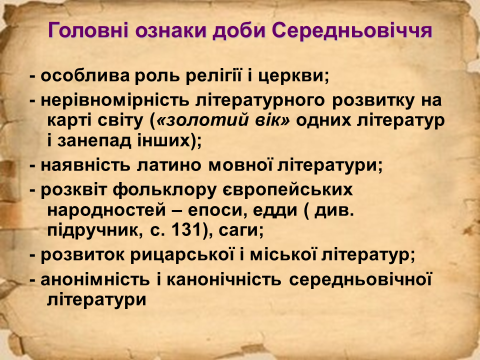 Головні ознаки доби Середньовіччя
- особлива роль релігії і церкви;
- нерівномірність літературного розвитку на
карті світу («золотий вік» одних літератур
і занепад інших);
- наявність латино мовної літератури;
- розквіт фольклору європейських
народностей – епоси, едди ( див.
підручник, с. 131), саги;
- розвиток рицарської і міської літератур;
- анонімність і канонічність середньовічної
літератури